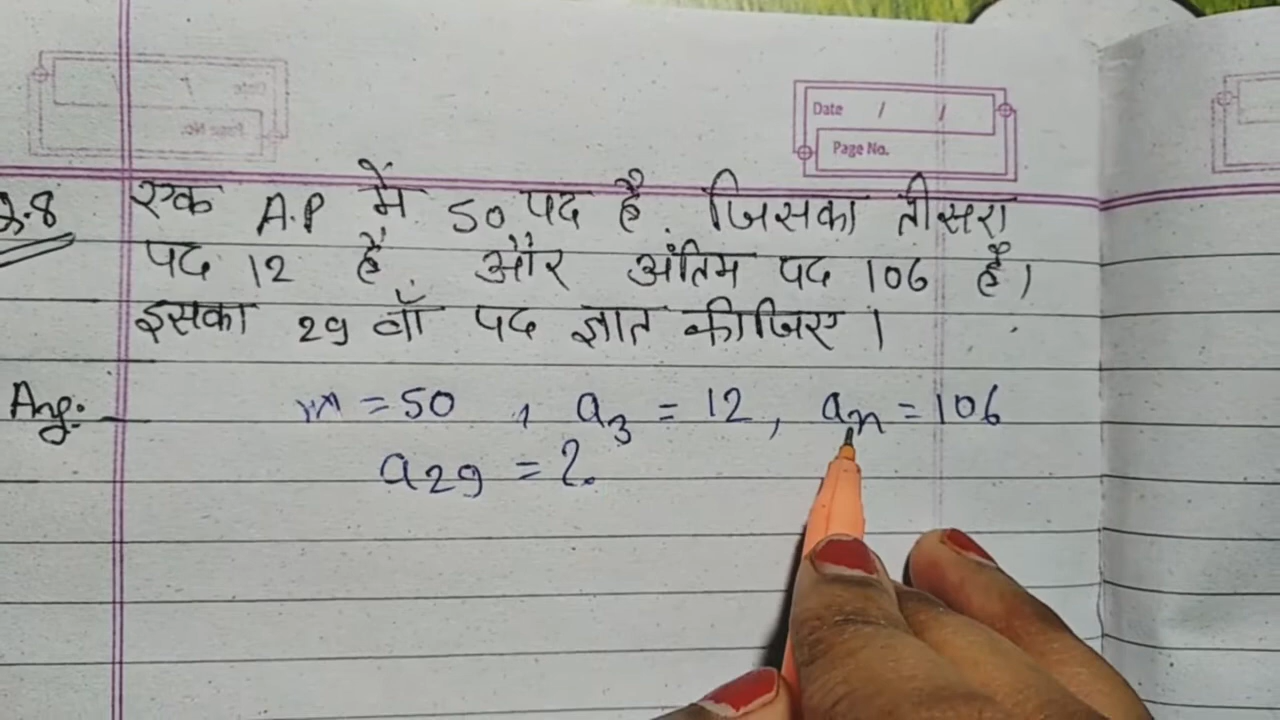 Date / /
Page No.
Q.8 एक A.P में 50 पद है. जिसका तीसरा
पद 12 है. और अंतिम पद 106 है।
इसका 29 वाँ पद ज्ञात कीजिए।
Ans. n = 50 , a3 = 12, an = 106
a29 = ?